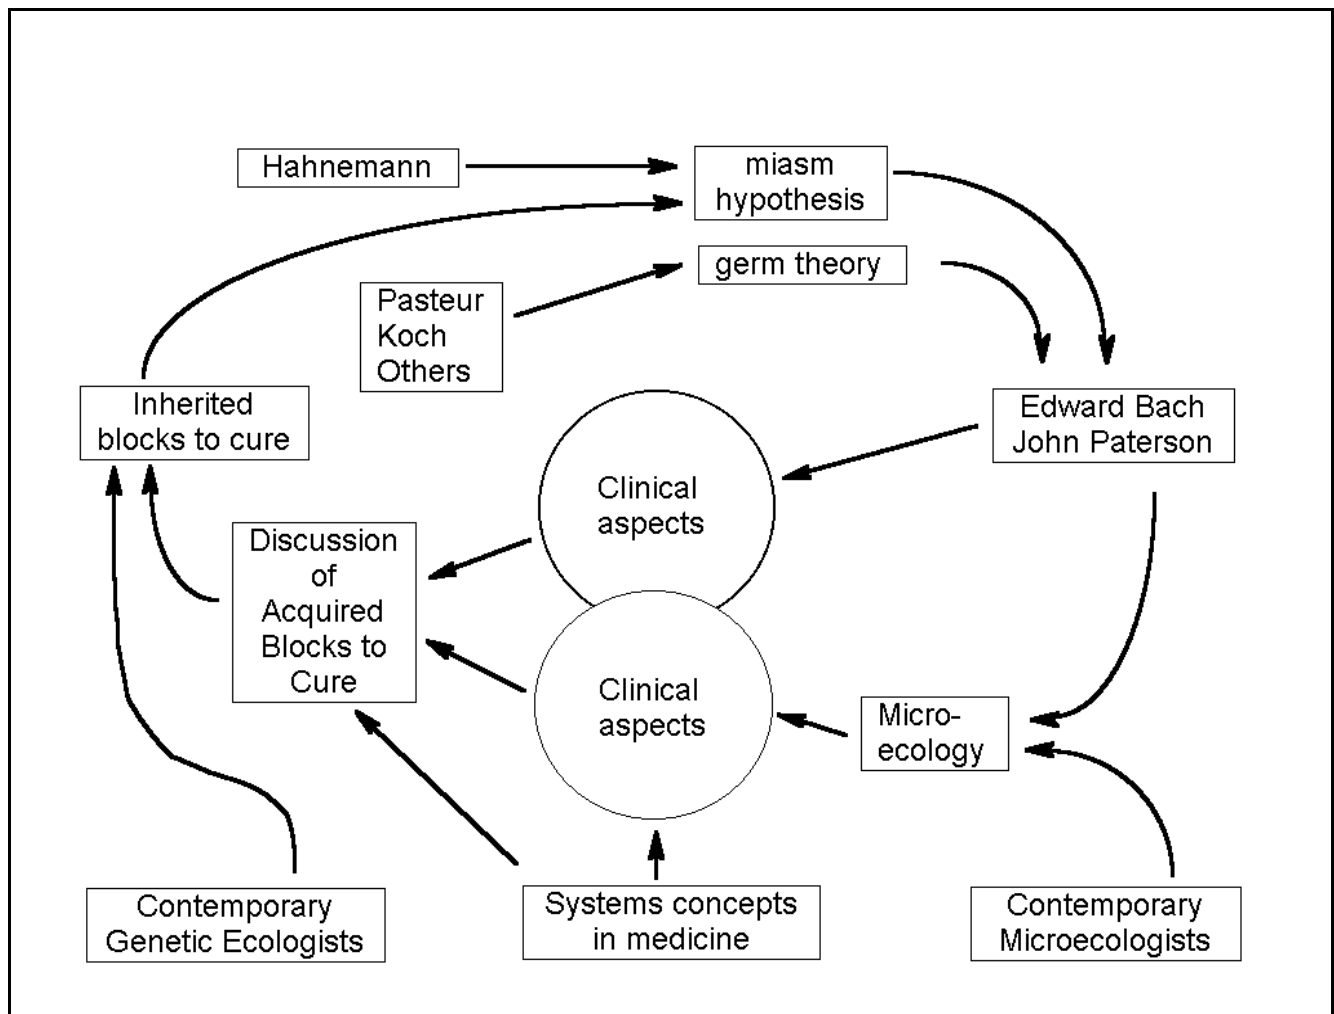 Hahnemann
miasm
hypothesis
germ theory
Pasteur
Koch
Others
Inherited
blocks to cure
Edward Bach
John Paterson
Clinical
aspects
Discussion
of
Acquired
Blocks to
Cure
Clinical
aspects
Micro-
ecology
Contemporary
Genetic Ecologists
Systems concepts
in medicine
Contemporary
Microecologists